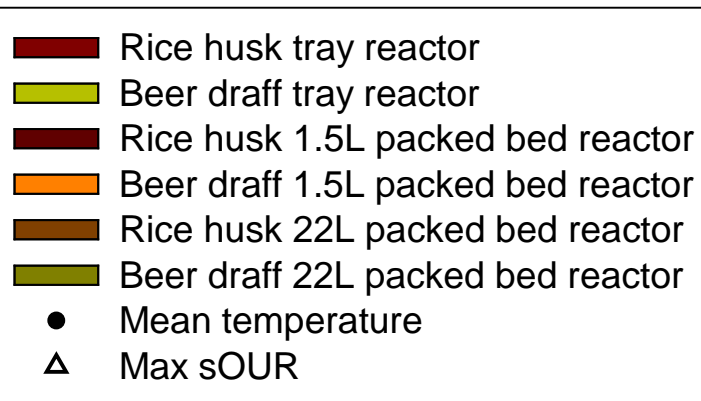 Rice husk tray reactor
Beer draff tray reactor
Rice husk 1.5L packed bed reactor
Beer draff 1.5L packed bed reactor
Rice husk 22L packed bed reactor
Beer draff 22L packed bed reactor
Mean temperature
Max sOUR